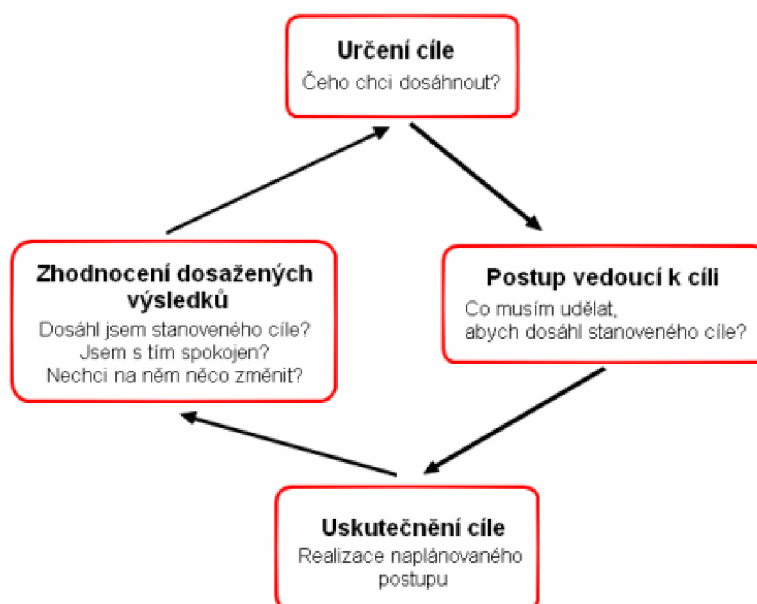 Určení cíle
Čeho chci dosáhnout?
Zhodnocení dosažených
výsledků
Dosáhl jsem stanoveného cíle?
Jsem s tím spokojen?
Nechci na něm něco změnit?
Postup vedoucí k cíli
Co musím udělat,
abych dosáhl stanoveného cíle?
Uskutečnění cíle
Realizace naplánovaného
postupu